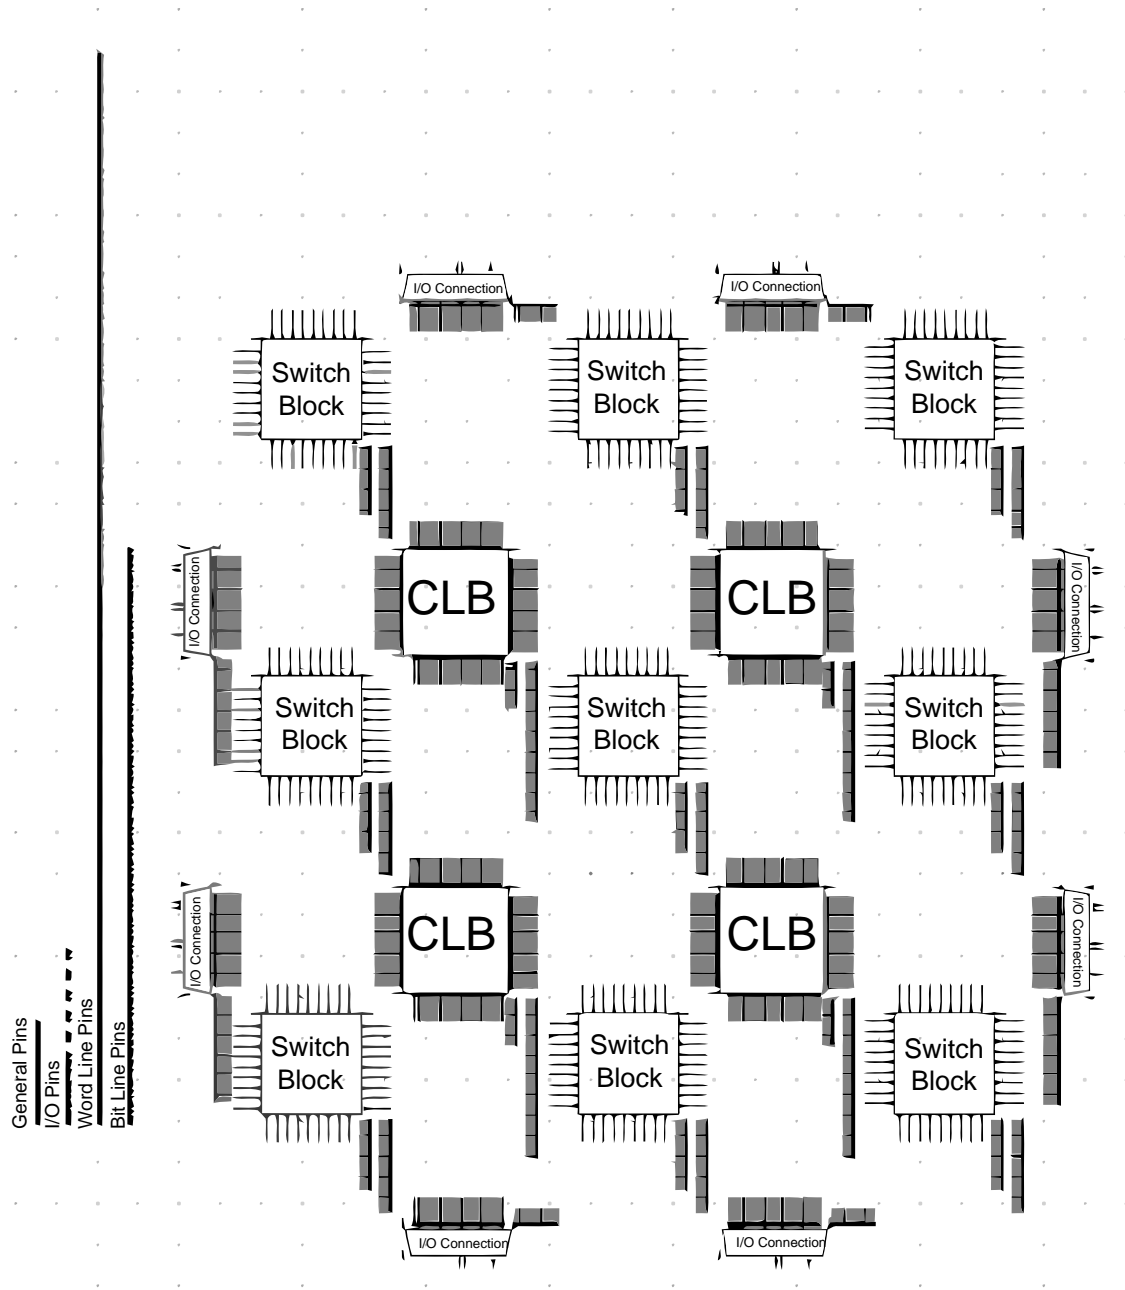 I/O Connection
I/O Connection
Switch
Block
Switch
Block
Switch
Block
I/O Connection
CLB
CLB
I/O Connection
Switch
Block
Switch
Block
Switch
Block
I/O Connection
CLB
CLB
I/O Connection
Switch
Block
Switch
Block
Switch
Block
I/O Connection
I/O Connection
General Pins
I/O Pins
Word Line Pins
Bit Line Pins